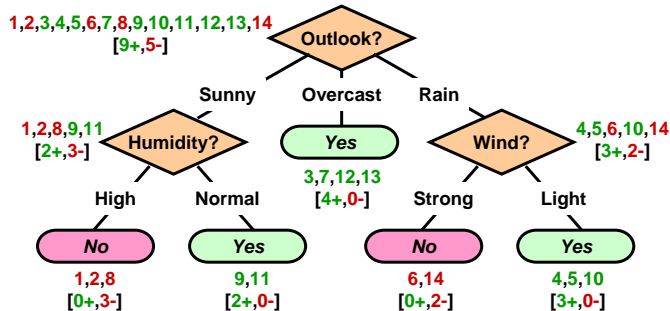 1,2,3,4,5,6,7,8,9,10,11,12,13,14
[9+,5-]
Outlook?
Sunny Overcast Rain
1,2,8,9,11
[2+,3-]
Humidity?
Yes
3,7,12,13
[4+,0-]
Wind?
4,5,6,10,14
[3+,2-]
High Normal Strong Light
No Yes No Yes
1,2,8 9,11 6,14 4,5,10
[0+,3-] [2+,0-] [0+,2-] [3+,0-]